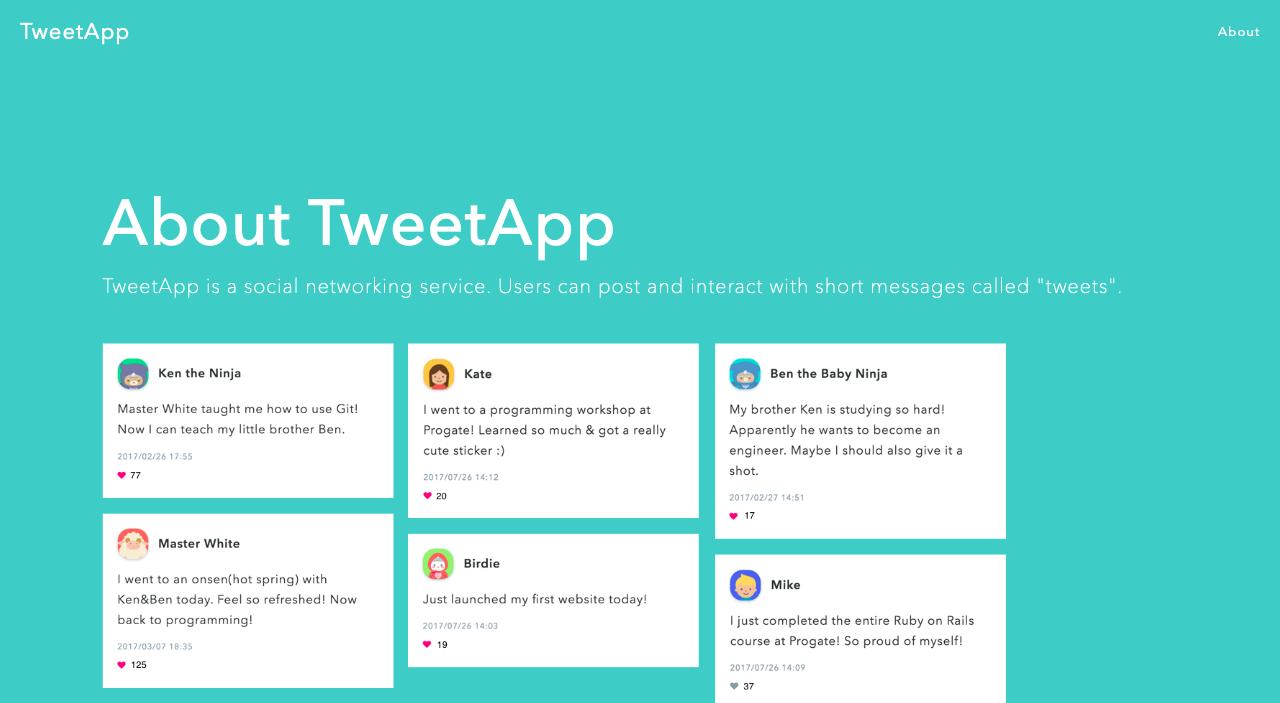 TweetApp
About
About TweetApp
TweetApp is a social networking service. Users can post and interact with short messages called "tweets".
Ken the Ninja
Master White taught me how to use Git!
Now I can teach my little brother Ben.
2017/02/26 17:55
77
Master White
I went to an onsen(hot spring) with
Ken&Ben today. Feel so refreshed! Now
back to programming!
2017/03/07 18:35
125
Kate
I went to a programming workshop at
Progate! Learned so much & got a really
cute sticker :)
2017/07/26 14:12
20
Birdie
Just launched my first website today!
2017/07/26 14:03
19
Ben the Baby Ninja
My brother Ken is studying so hard!
Apparently he wants to become an
engineer. Maybe I should also give it a
shot.
2017/02/27 14:51
17
Mike
I just completed the entire Ruby on Rails
course at Progate! So proud of myself!
2017/07/26 14:09
37